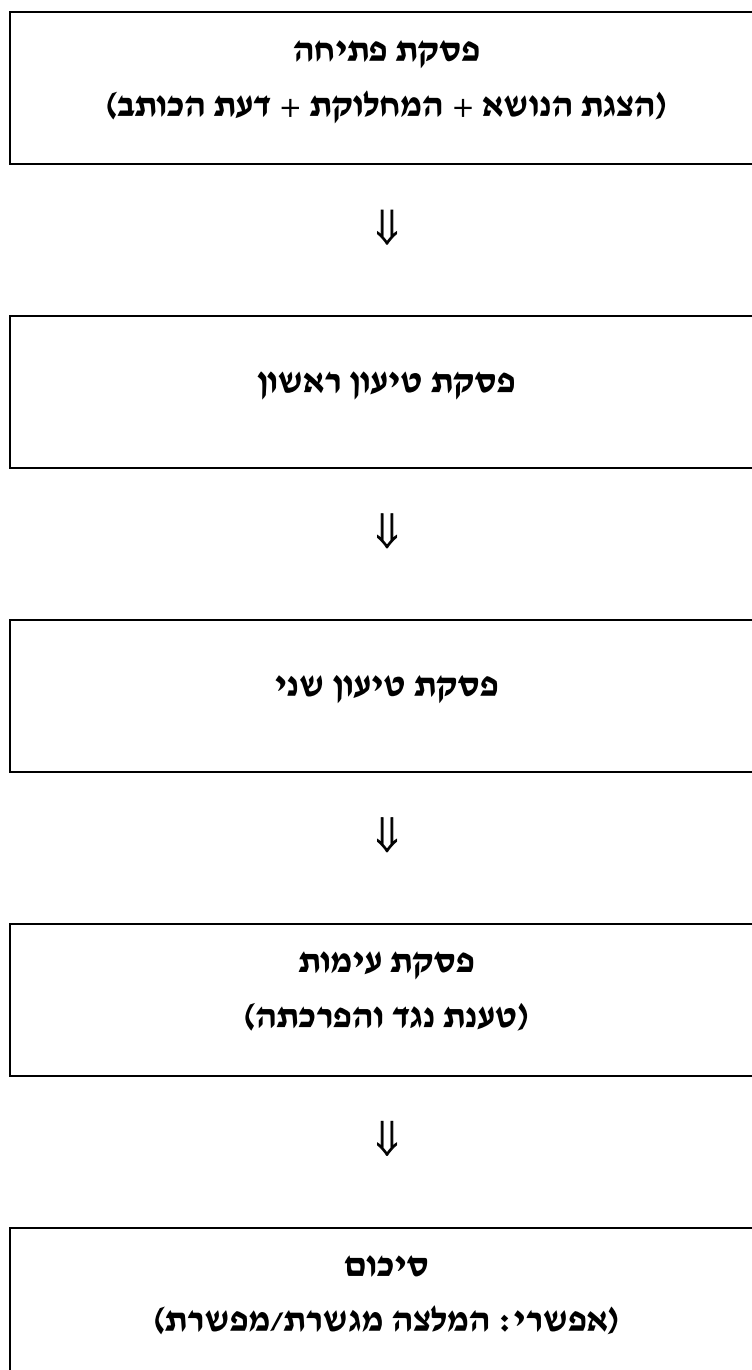 פסקת פתיחה
(הצגת הנושא + המחלוקת + דעת הכותב)
⇓
פסקת טיעון ראשון
⇓
פסקת טיעון שני
⇓
פסקת עימות
(טענת נגד והפרכתה)
⇓
סיכום
(אפשרי: המלצה מגשרת/מפשרת)